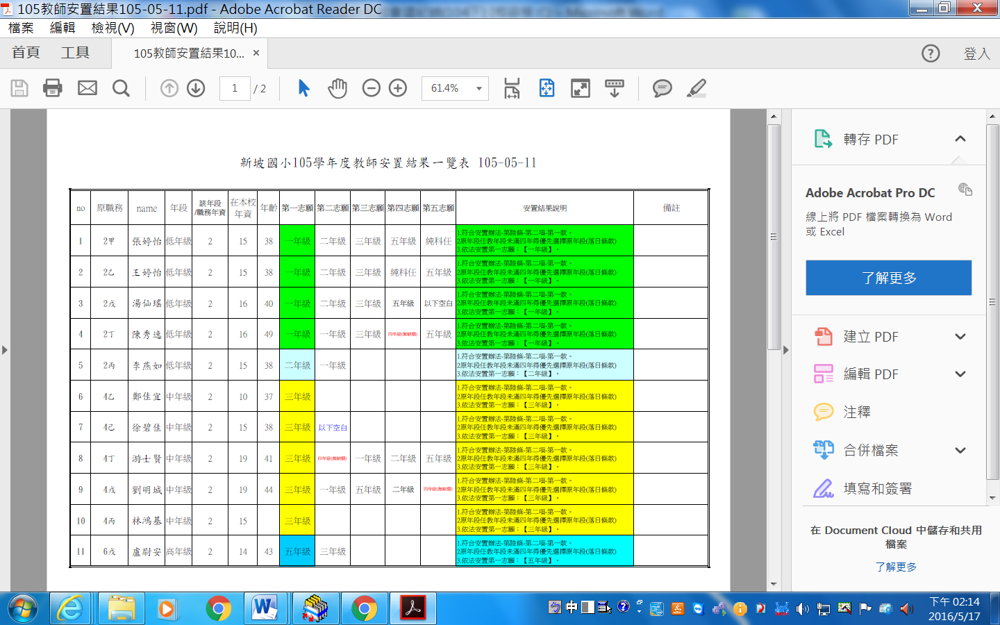 105教師安置結果105-05-11.pdf - Adobe Acrobat Reader DC
檔案 編輯 檢視(V) 視窗(W) 說明(H)
首頁 工具 105教師安置結果10... × 登入
1 / 2 61.4%
新坡國小105學年度教師安置結果一覽表 105-05-11
no 原職務 name 年段 該年段/職務年資 在本校年資 年齡 第一志願 第二志願 第三志願 第四志願 第五志願 安置結果說明 備註
1 2甲 張婷怡 低年級 2 15 38 一年級 二年級 三年級 五年級 純科任
1.符合安置辦法-第陸條-第二項-第一款。
2原年段任教年段未滿四年得優先選擇原年段(落日條款)
3.依法安置第一志願：【一年級】。
2 2乙 王婷怡 低年級 2 15 38 一年級 二年級 三年級 純科任 五年級
1.符合安置辦法-第陸條-第二項-第一款。
2原年段任教年段未滿四年得優先選擇原年段(落日條款)
3.依法安置第一志願：【一年級】。
3 2戊 湯仙瑤 低年級 2 16 40 一年級 二年級 三年級 五年級 以下空白
1.符合安置辦法-第陸條-第二項-第一款。
2原年段任教年段未滿四年得優先選擇原年段(落日條款)
3.依法安置第一志願：【一年級】。
4 2丁 陳秀逸 低年級 2 16 49 一年級 一年級 三年級 四年級(無缺額) 五年級
1.符合安置辦法-第陸條-第二項-第一款。
2原年段任教年段未滿四年得優先選擇原年段(落日條款)
3.依法安置第一志願：【一年級】。
5 2丙 李燕如 低年級 2 15 38 二年級 一年級
1.符合安置辦法-第陸條-第二項-第一款。
2原年段任教年段未滿四年得優先選擇原年段(落日條款)
3.依法安置第一志願：【二年級】。
6 4乙 鄭佳宜 中年級 2 10 37 三年級
1.符合安置辦法-第陸條-第二項-第一款。
2原年段任教年段未滿四年得優先選擇原年段(落日條款)
3.依法安置第一志願：【三年級】。
7 4己 徐碧佳 中年級 2 15 38 三年級 以下空白
1.符合安置辦法-第陸條-第二項-第一款。
2原年段任教年段未滿四年得優先選擇原年段(落日條款)
3.依法安置第一志願：【三年級】。
8 4丁 游士賢 中年級 2 19 41 三年級 四年級(無缺額) 一年級 二年級 五年級
1.符合安置辦法-第陸條-第二項-第一款。
2原年段任教年段未滿四年得優先選擇原年段(落日條款)
3.依法安置第一志願：【三年級】。
9 4戊 劉明城 中年級 2 19 44 三年級 一年級 五年級 二年級 四年級(無缺額)
1.符合安置辦法-第陸條-第二項-第一款。
2原年段任教年段未滿四年得優先選擇原年段(落日條款)
3.依法安置第一志願：【三年級】。
10 4丙 林鴻基 中年級 2 15 三年級
1.符合安置辦法-第陸條-第二項-第一款。
2原年段任教年段未滿四年得優先選擇原年段(落日條款)
3.依法安置第一志願：【三年級】。
11 6戊 盧尉安 高年級 2 14 43 五年級 三年級
1.符合安置辦法-第陸條-第二項-第一款。
2原年段任教年段未滿四年得優先選擇原年段(落日條款)
3.依法安置第一志願：【五年級】。
轉存 PDF
Adobe Acrobat Pro DC
線上將 PDF 檔案轉換為 Word
或 Excel
了解更多
建立 PDF
編輯 PDF
注釋
合併檔案
填寫和簽署
在 Document Cloud 中儲存和共用
檔案
了解更多
中
下午 02:14
2016/5/17